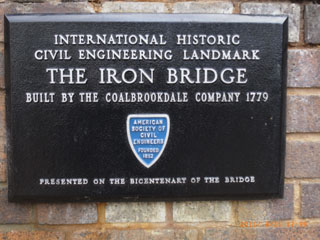 INTERNATIONAL HISTORIC
CIVIL ENGINEERING LANDMARK
THE IRON BRIDGE
BUILT BY THE COALBROOKDALE COMPANY 1779
AMERICAN
SOCIETY OF
CIVIL
ENGINEERS
FOUNDED
1852
PRESENTED ON THE BICENTENARY OF THE BRIDGE